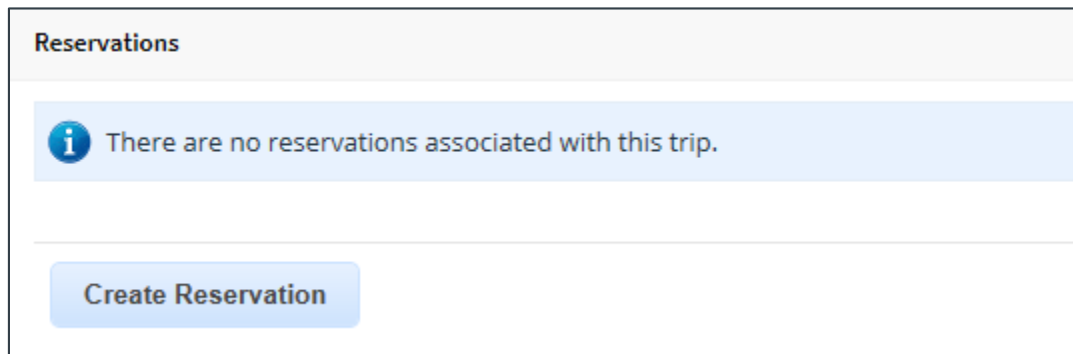 Reservations
There are no reservations associated with this trip.
Create Reservation